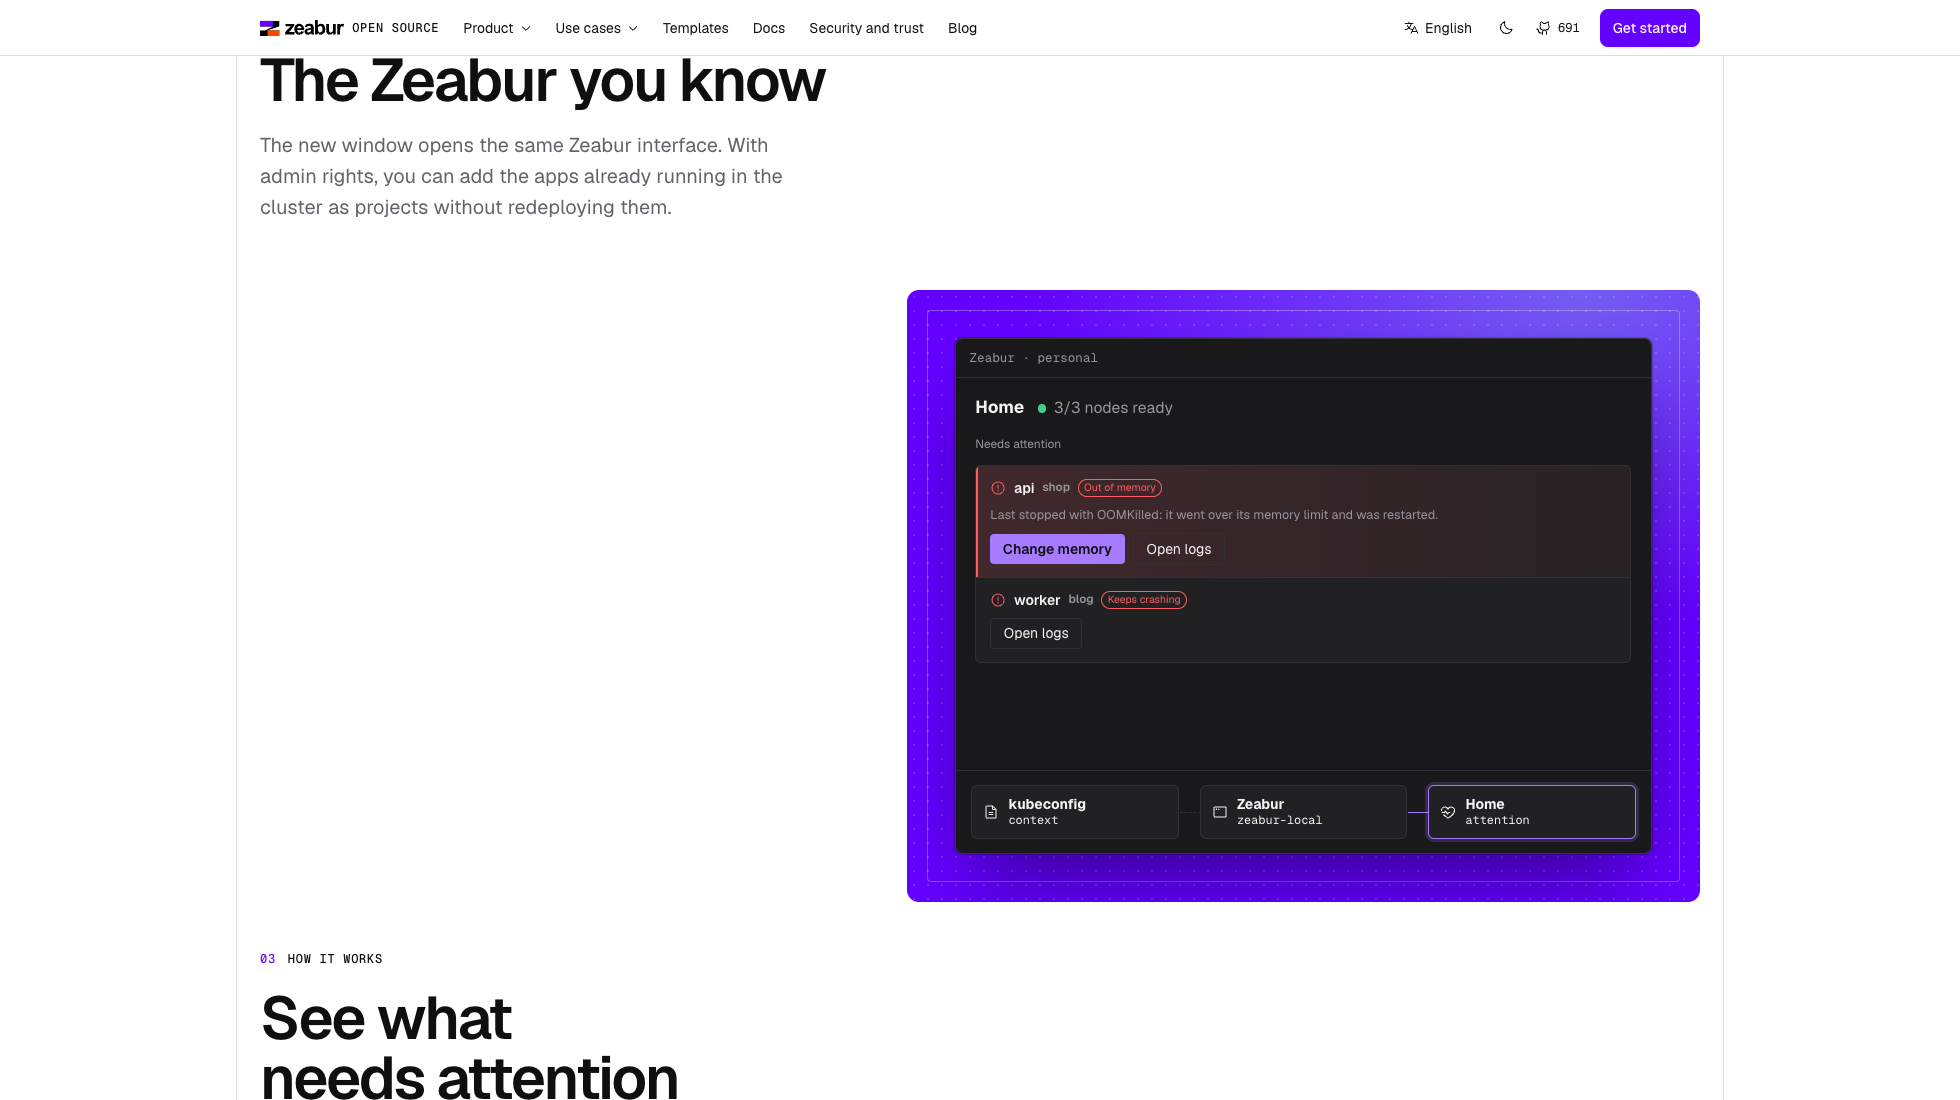 zeabur OPEN SOURCE Product Use cases Templates Docs Security and trust Blog English 691 Get started
The Zeabur you know
The new window opens the same Zeabur interface. With
admin rights, you can add the apps already running in the
cluster as projects without redeploying them.
Zeabur · personal
Home 3/3 nodes ready
Needs attention
api shop Out of memory
Last stopped with OOMKilled: it went over its memory limit and was restarted.
Change memory Open logs
worker blog Keeps crashing
Open logs
kubeconfig
context
Zeabur
zeabur-local
Home
attention
03 HOW IT WORKS
See what
needs attention